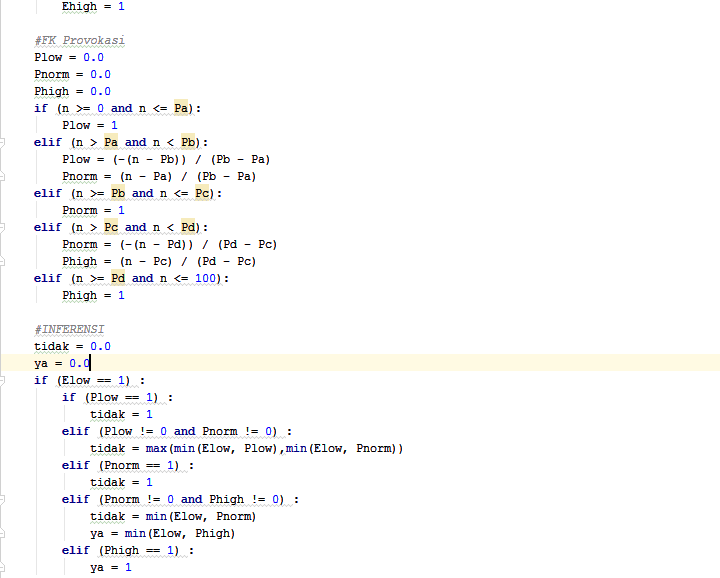 Ehigh = 1
#FK Provokasi
Plow = 0.0
Pnorm = 0.0
Phigh = 0.0
if (n >= 0 and n <= Pa):
Plow = 1
elif (n > Pa and n < Pb):
Plow = (-(n - Pb)) / (Pb - Pa)
Pnorm = (n - Pa) / (Pb - Pa)
elif (n >= Pb and n <= Pc):
Pnorm = 1
elif (n > Pc and n < Pd):
Pnorm = (-(n - Pd)) / (Pd - Pc)
Phigh = (n - Pc) / (Pd - Pc)
elif (n >= Pd and n <= 100):
Phigh = 1
#INFERENSI
tidak = 0.0
ya = 0.0
if (Elow == 1) :
if (Plow == 1) :
tidak = 1
elif (Plow != 0 and Pnorm != 0) :
tidak = max(min(Elow, Plow),min(Elow, Pnorm))
elif (Pnorm == 1) :
tidak = 1
elif (Pnorm != 0 and Phigh != 0) :
tidak = min(Elow, Pnorm)
ya = min(Elow, Phigh)
elif (Phigh == 1) :
ya = 1